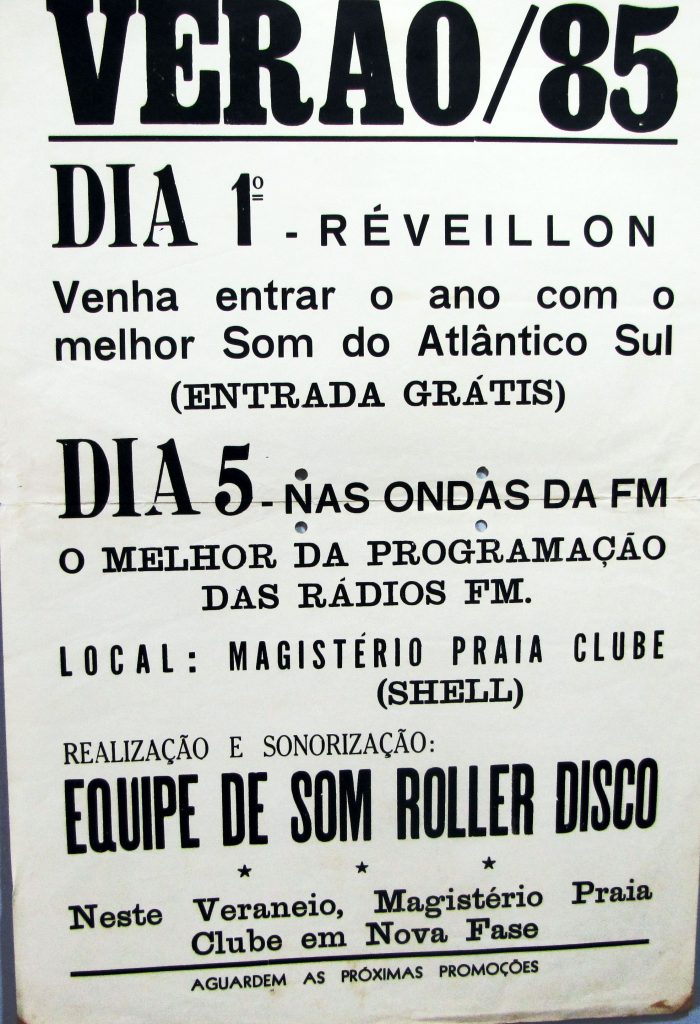 VERÃO/85
DIA 1º - RÉVEILLON
Venha entrar o ano com o
melhor Som do Atlântico Sul
(ENTRADA GRÁTIS)
DIA 5 - NAS ONDAS DA FM
O MELHOR DA PROGRAMAÇÃO
DAS RÁDIOS FM.
LOCAL: MAGISTÉRIO PRAIA CLUBE
(SHELL)
REALIZAÇÃO E SONORIZAÇÃO:
EQUIPE DE SOM ROLLER DISCO
Neste Veraneio, Magistério Praia
Clube em Nova Fase
AGUARDEM AS PRÓXIMAS PROMOÇÕES